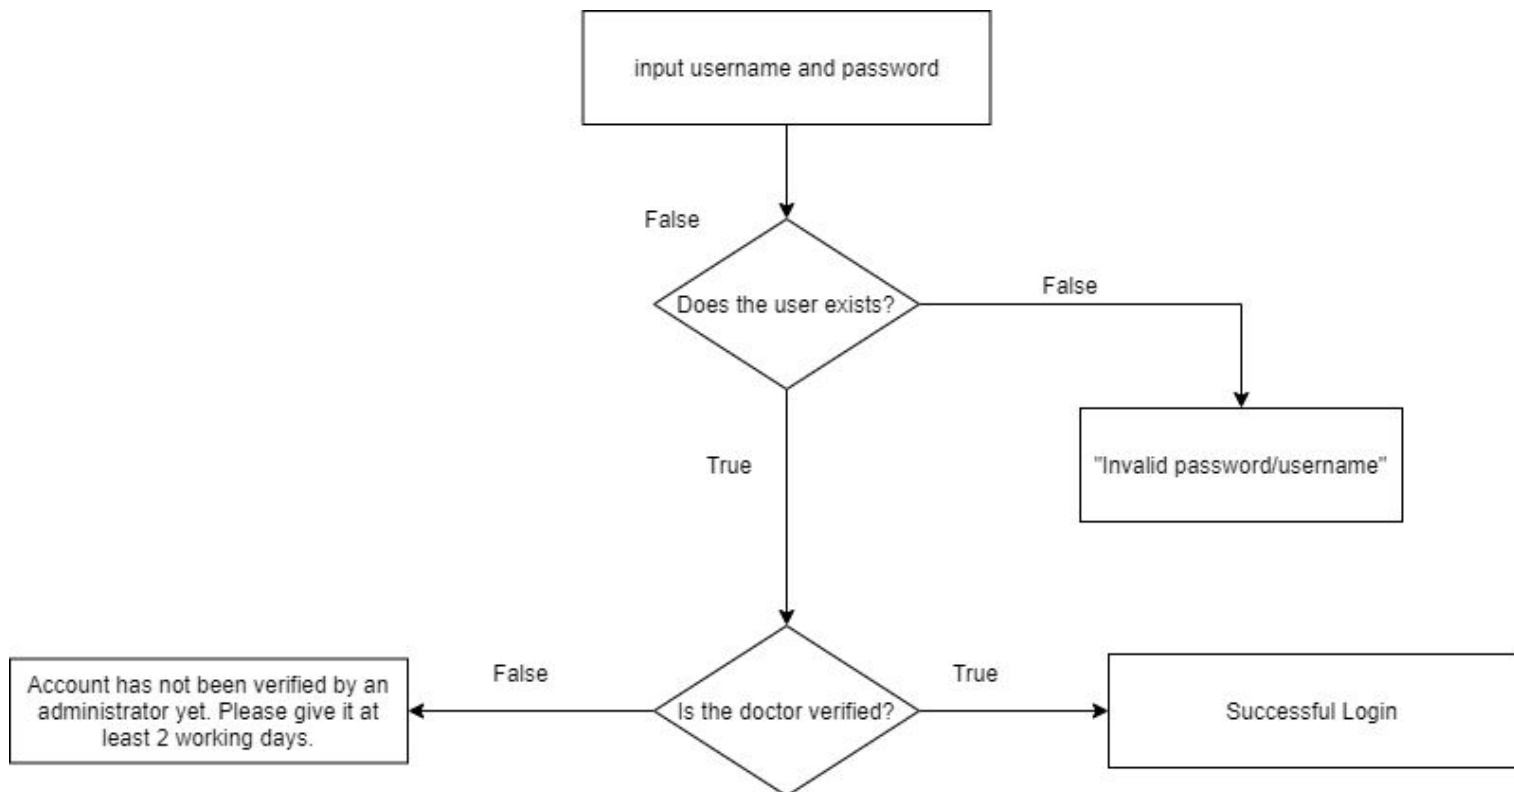 input username and password
False
Does the user exists?
False
True
"Invalid password/username"
False
True
Account has not been verified by an
administrator yet. Please give it at
least 2 working days.
Is the doctor verified?
Successful Login